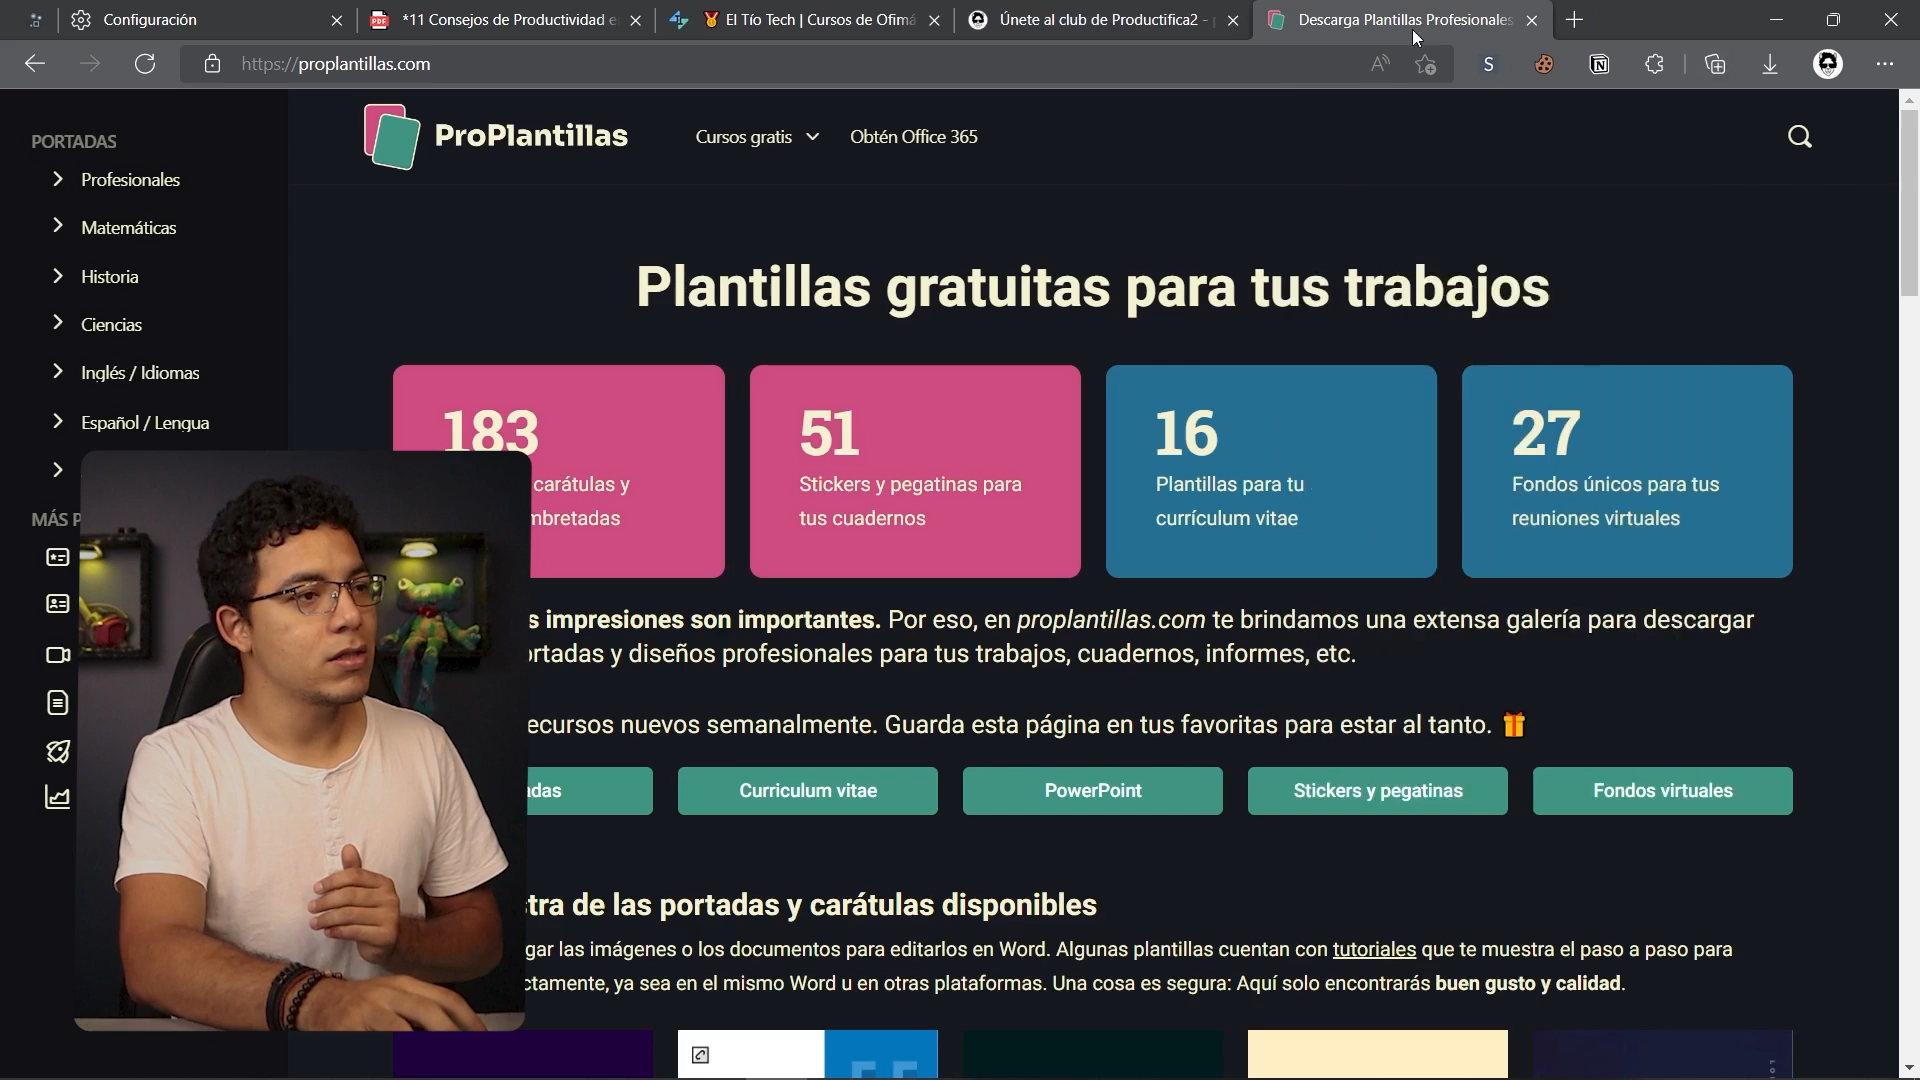 Configuración
*11 Consejos de Productividad e
El Tío Tech | Cursos de Ofimá
Únete al club de Productifica2 -
Descarga Plantillas Profesionales
https://proplantillas.com
PORTADAS
Profesionales
Matemáticas
Historia
Ciencias
Inglés / Idiomas
Español / Lengua
MÁS P
ProPlantillas
Cursos gratis
Obtén Office 365
Plantillas gratuitas para tus trabajos
183
carátulas y
mbretadas
51
Stickers y pegatinas para
tus cuadernos
16
Plantillas para tu
currículum vitae
27
Fondos únicos para tus
reuniones virtuales
s impresiones son importantes. Por eso, en proplantillas.com te brindamos una extensa galería para descargar
rtadas y diseños profesionales para tus trabajos, cuadernos, informes, etc.
ecursos nuevos semanalmente. Guarda esta página en tus favoritas para estar al tanto.
adas
Curriculum vitae
PowerPoint
Stickers y pegatinas
Fondos virtuales
stra de las portadas y carátulas disponibles
gar las imágenes o los documentos para editarlos en Word. Algunas plantillas cuentan con tutoriales que te muestra el paso a paso para
ctamente, ya sea en el mismo Word u en otras plataformas. Una cosa es segura: Aquí solo encontrarás buen gusto y calidad.